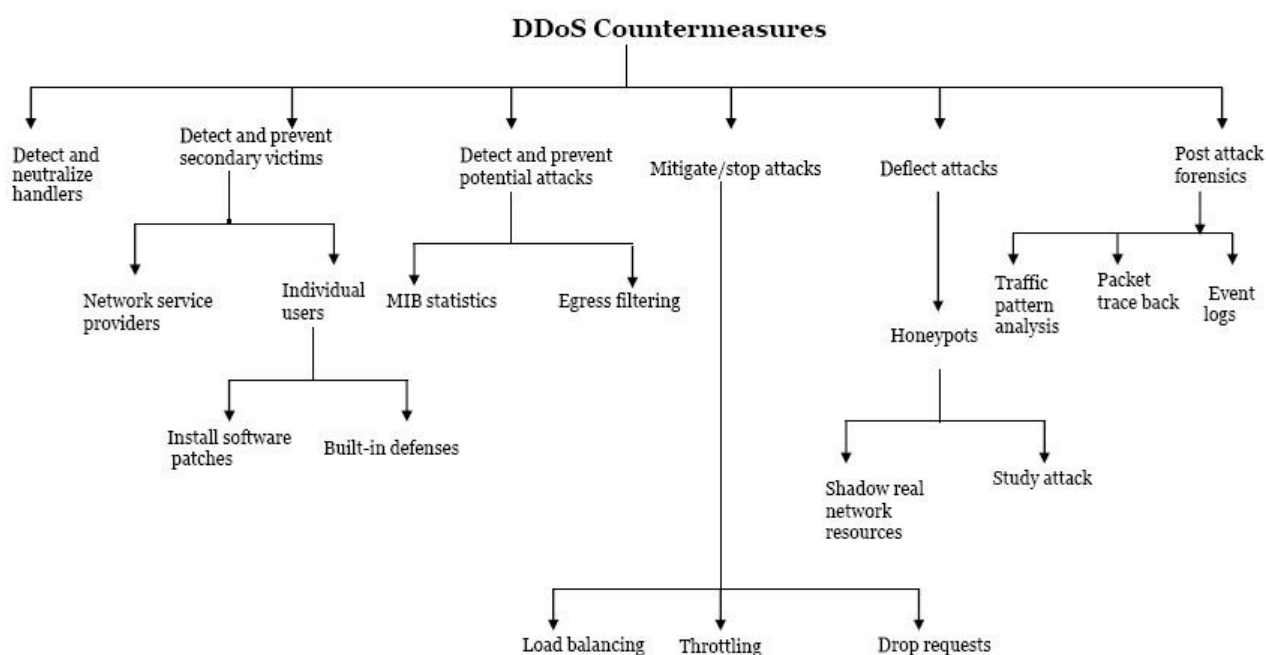 DDoS Countermeasures
Detect and
neutralize
handlers
Detect and prevent
secondary victims
Detect and prevent
potential attacks
Mitigate/stop attacks
Deflect attacks
Post attack
forensics
Network service
providers
Individual
users
MIB statistics
Egress filtering
Honeypots
Traffic
pattern
analysis
Packet
trace back
Event
logs
Install software
patches
Built-in defenses
Shadow real
network
resources
Study attack
Load balancing
Throttling
Drop requests